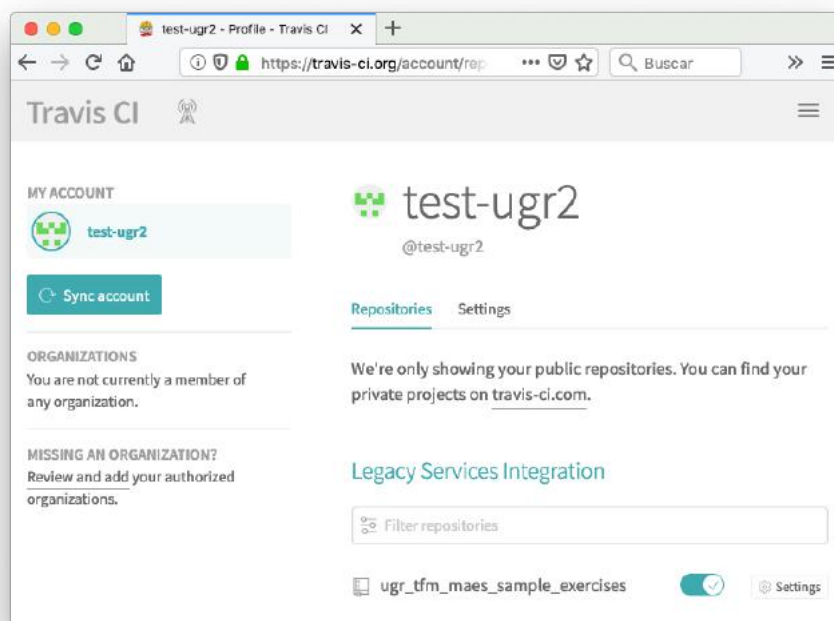 test-ugr2 - Profile - Travis CI
https://travis-ci.org/account/rep
Buscar
Travis CI
MY ACCOUNT
test-ugr2
Sync account
ORGANIZATIONS
You are not currently a member of
any organization.
MISSING AN ORGANIZATION?
Review and add your authorized
organizations.
test-ugr2
@test-ugr2
Repositories Settings
We're only showing your public repositories. You can find your
private projects on travis-ci.com.
Legacy Services Integration
Filter repositories
ugr_tfm_maes_sample_exercises
Settings